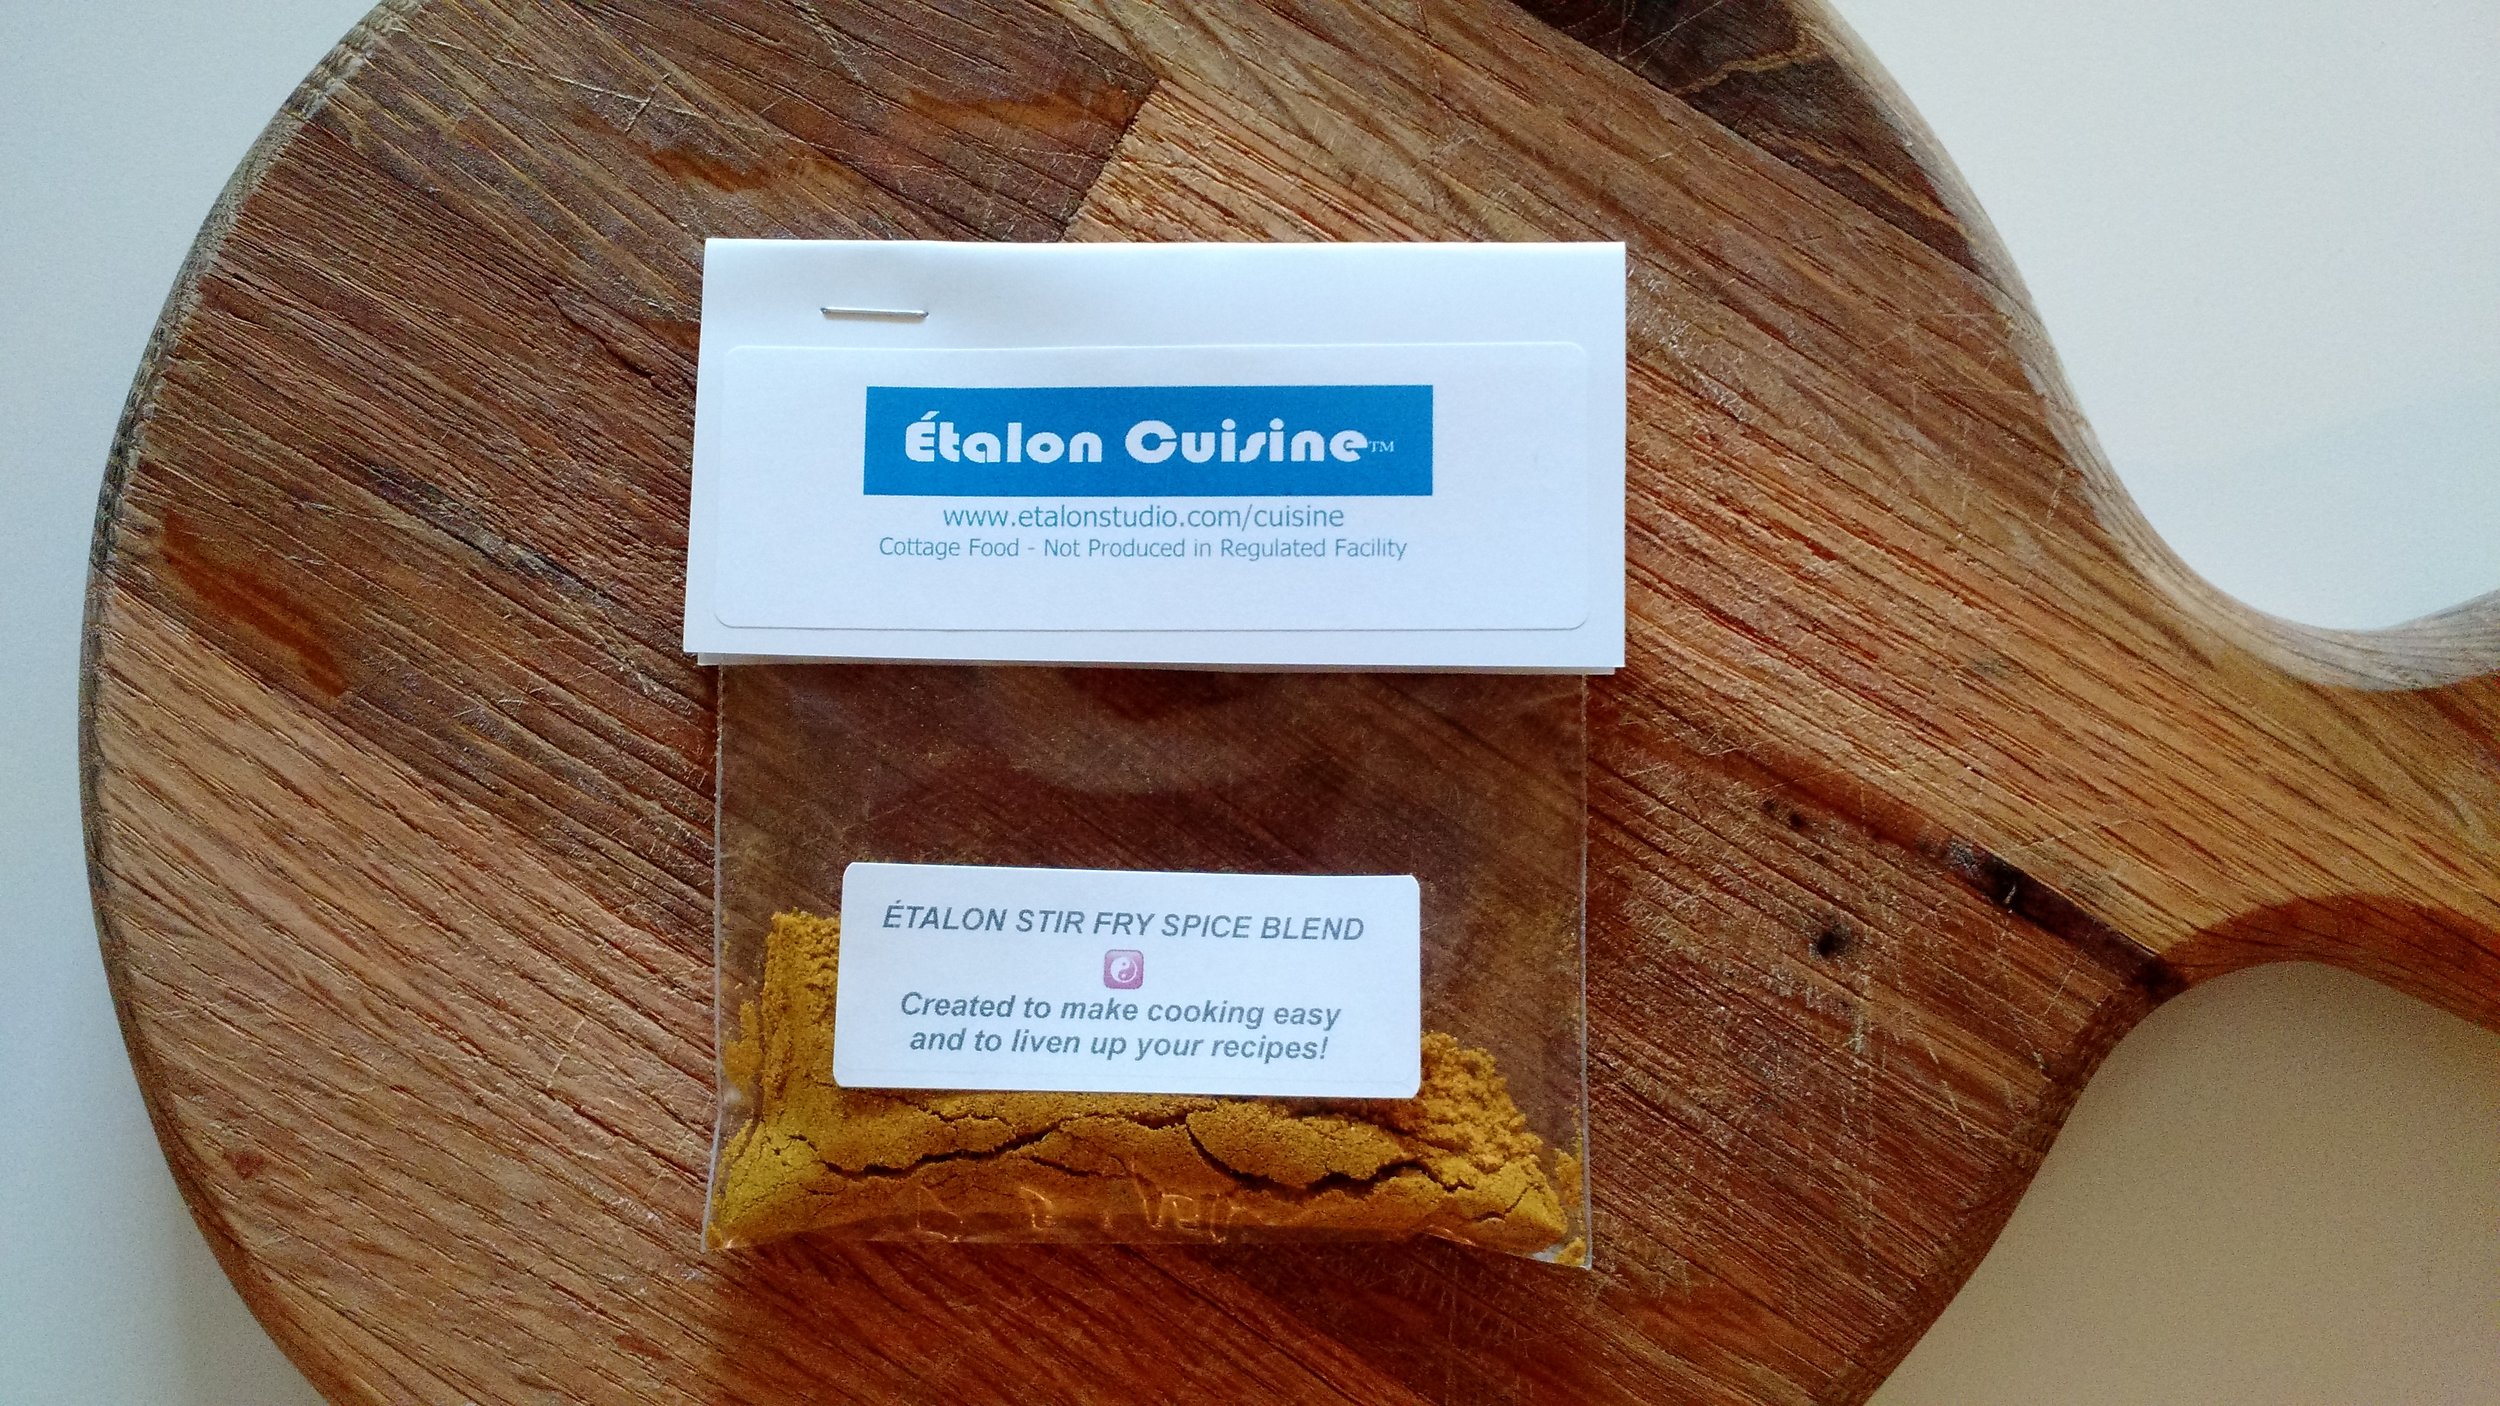 Étalon Cuisine™
www.etalonstudio.com/cuisine
Cottage Food - Not Produced in Regulated Facility
ÉTALON STIR FRY SPICE BLEND
Created to make cooking easy
and to liven up your recipes!